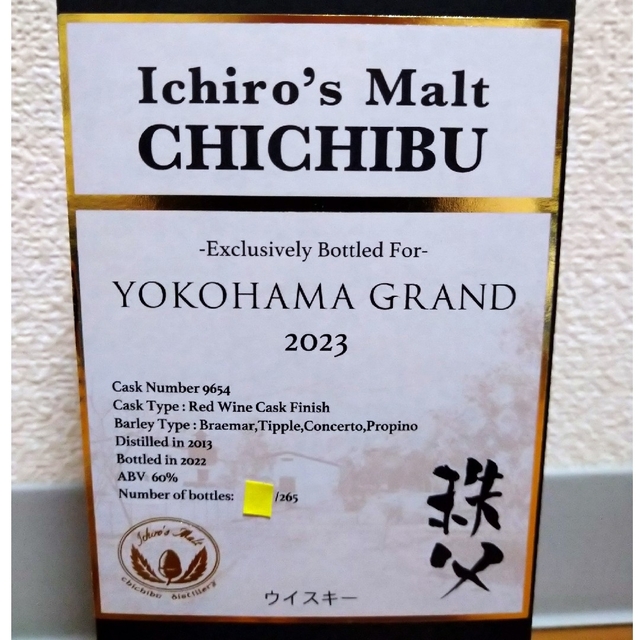 Ichiro's Malt
CHICHIBU
-Exclusively Bottled For-
YOKOHAMA GRAND
2023
Cask Number 9654
Cask Type : Red Wine Cask Finish
Barley Type : Braemar,Tipple,Concerto,Propino
Distilled in 2013
Bottled in 2022
ABV 60%
Number of bottles: /265
秩父
Ichiro's Malt
chichibu distillery
ウイスキー